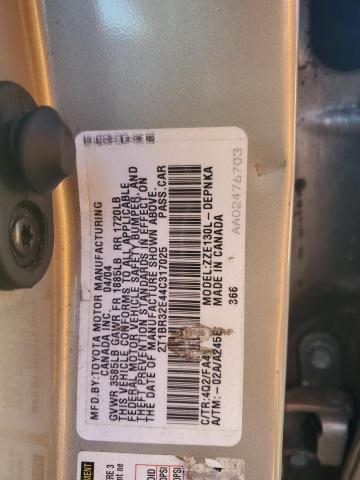 MFD.BY:TOYOTA MOTOR MANUFACTURING
CANADA INC. 04/04
GVWR 3585LB GAWR FR 1885LB RR 1720LB
THIS VEHICLE CONFORMS TO ALL APPLICABLE
FEDERAL MOTOR VEHICLE SAFETY, BUMPER, AND
THEFT PREVENTION STANDARDS IN EFFECT ON
THE DATE OF MANUFACTURE SHOWN ABOVE.
2T1BR32E44C317025 PASS.CAR
C/TR:4Q2/FA4 MODEL:ZZE130L-DEPNKA
A/TM:-02A/A245E MADE IN CANADA
366
AA02476703